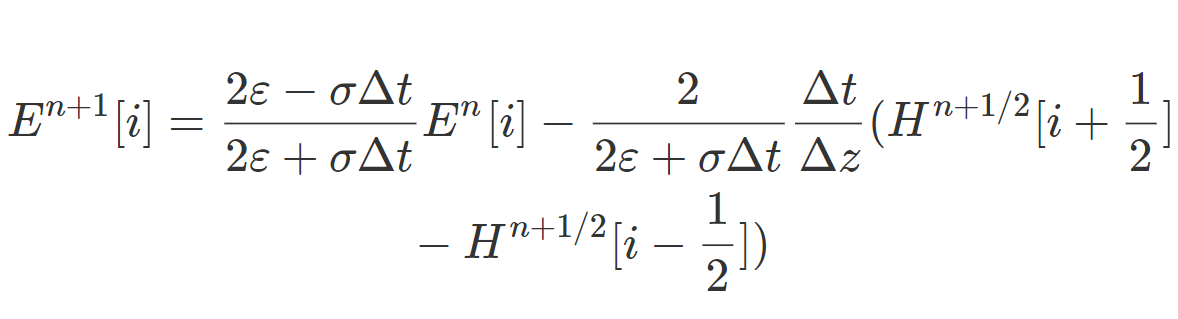 $E^{n+1}[i] = \frac{2\varepsilon - \sigma\Delta t}{2\varepsilon + \sigma\Delta t} E^{n}[i] - \frac{2}{2\varepsilon + \sigma\Delta t} \frac{\Delta t}{\Delta z} (H^{n+1/2}[i + \frac{1}{2}]$
$- H^{n+1/2}[i - \frac{1}{2}])$